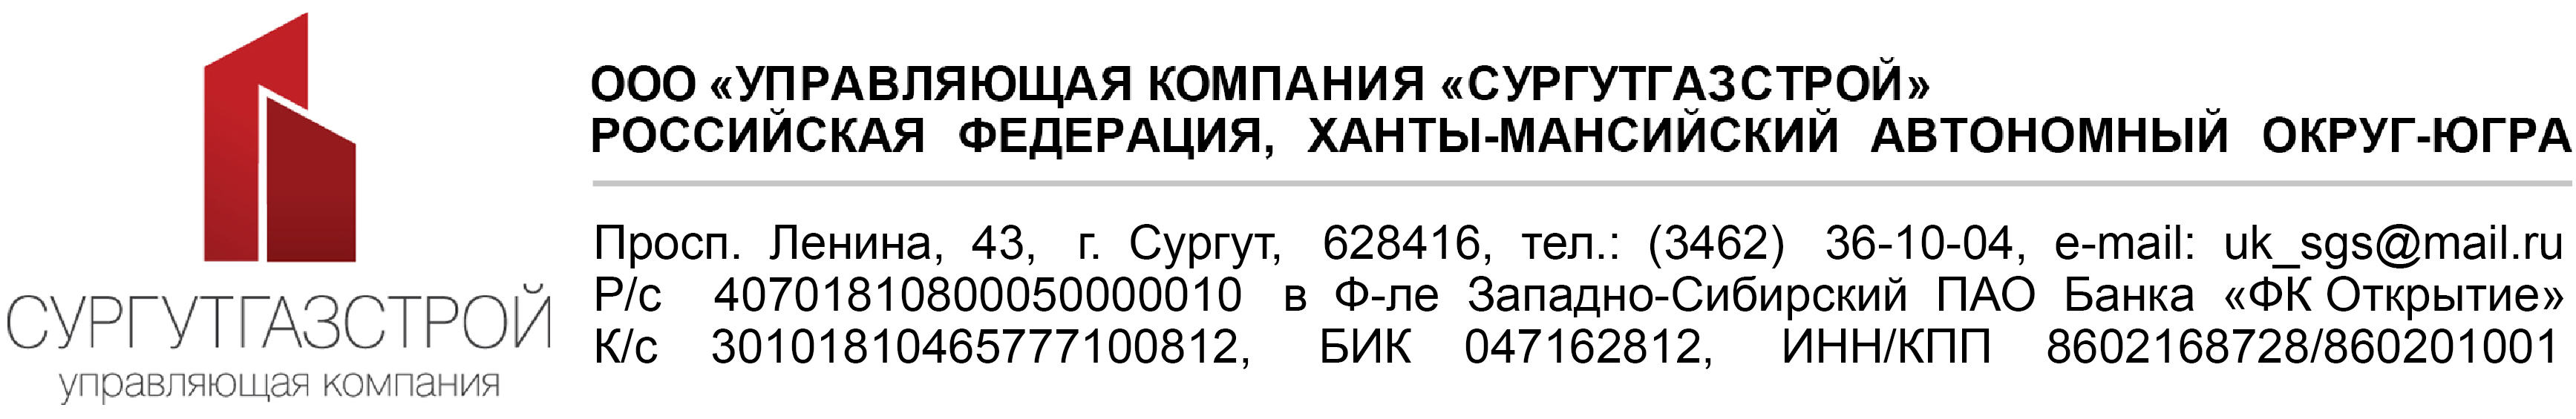 СУРГУТГАЗСТРОЙ
управляющая компания
ООО «УПРАВЛЯЮЩАЯ КОМПАНИЯ «СУРГУТГАЗСТРОЙ»
РОССИЙСКАЯ ФЕДЕРАЦИЯ, ХАНТЫ-МАНСИЙСКИЙ АВТОНОМНЫЙ ОКРУГ-ЮГРА
Просп. Ленина, 43, г. Сургут, 628416, тел.: (3462) 36-10-04, e-mail: uk_sgs@mail.ru
Р/с 40701810800050000010 в Ф-ле Западно-Сибирский ПАО Банка «ФК Открытие»
К/с 30101810465777100812, БИК 047162812, ИНН/КПП 8602168728/860201001